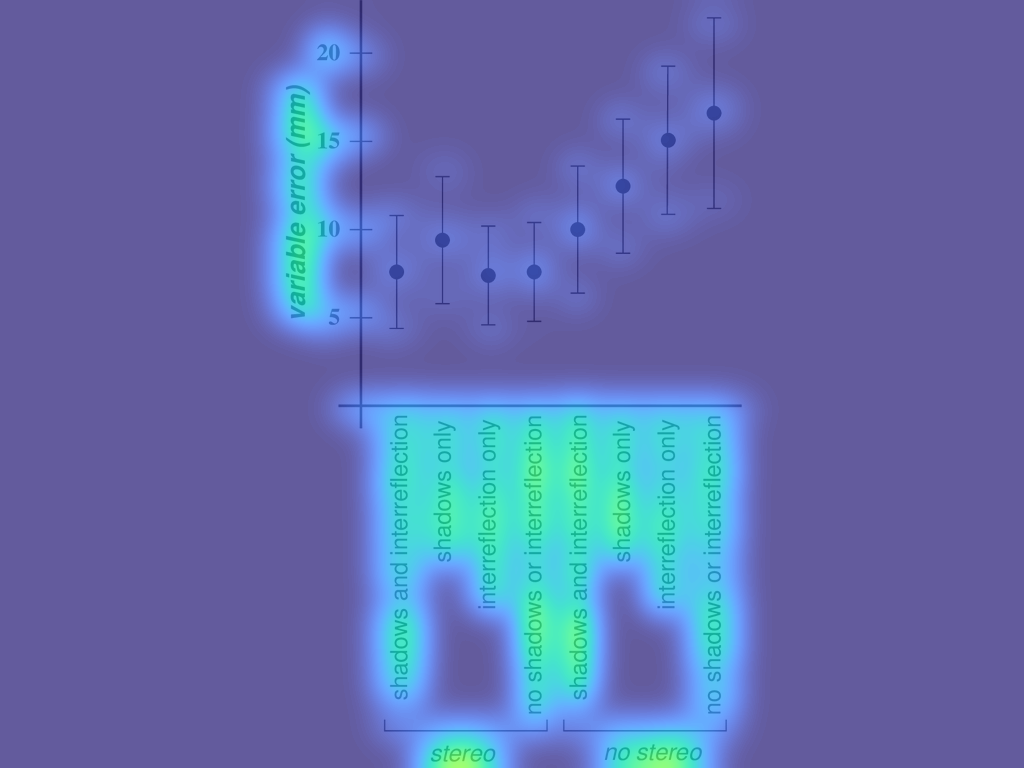 20
15
10
5
variable error (mm)
shadows and interreflection
shadows only
interreflection only
no shadows or interreflection
shadows and interreflection
shadows only
interreflection only
no shadows or interreflection
stereo
no stereo